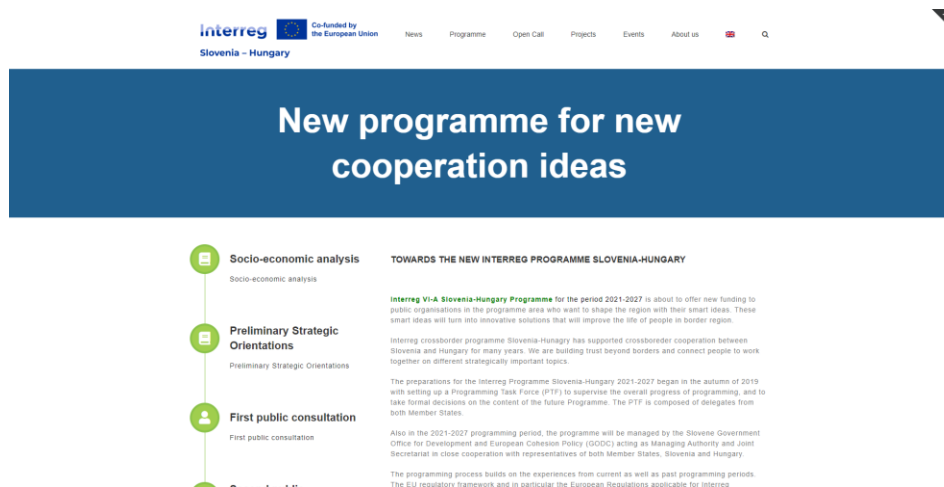 Interreg
Co-funded by
the European Union
Slovenia – Hungary
News Programme Open Call Projects Events About us
New programme for new
cooperation ideas
Socio-economic analysis
Socio-economic analysis
Preliminary Strategic
Orientations
Preliminary Strategic Orientations
First public consultation
First public consultation
TOWARDS THE NEW INTERREG PROGRAMME SLOVENIA-HUNGARY
Interreg VI-A Slovenia-Hungary Programme for the period 2021-2027 is about to offer new funding to
public organisations in the programme area who want to shape the region with their smart ideas. These
smart ideas will turn into innovative solutions that will improve the life of people in border region.
Interreg crossborder programme Slovenia-Hunagry has supported crossboreder cooperation between
Slovenia and Hungary for many years. We are building trust beyond borders and connect people to work
together on different strategically important topics.
The preparations for the Interreg Programme Slovenia-Hungary 2021-2027 began in the autumn of 2019
with setting up a Programming Task Force (PTF) to supervise the overall progress of programming, and to
take formal decisions on the content of the future Programme. The PTF is composed of delegates from
both Member States.
Also in the 2021-2027 programming period, the programme will be managed by the Slovene Government
Office for Development and European Cohesion Policy (GODC) acting as Managing Authority and Joint
Secretariat in close cooperation with representatives of both Member States, Slovenia and Hungary.
The programming process builds on the experiences from current as well as past programming periods.
The EU regulatory framework and in particular the European Regulations applicable for Interreg